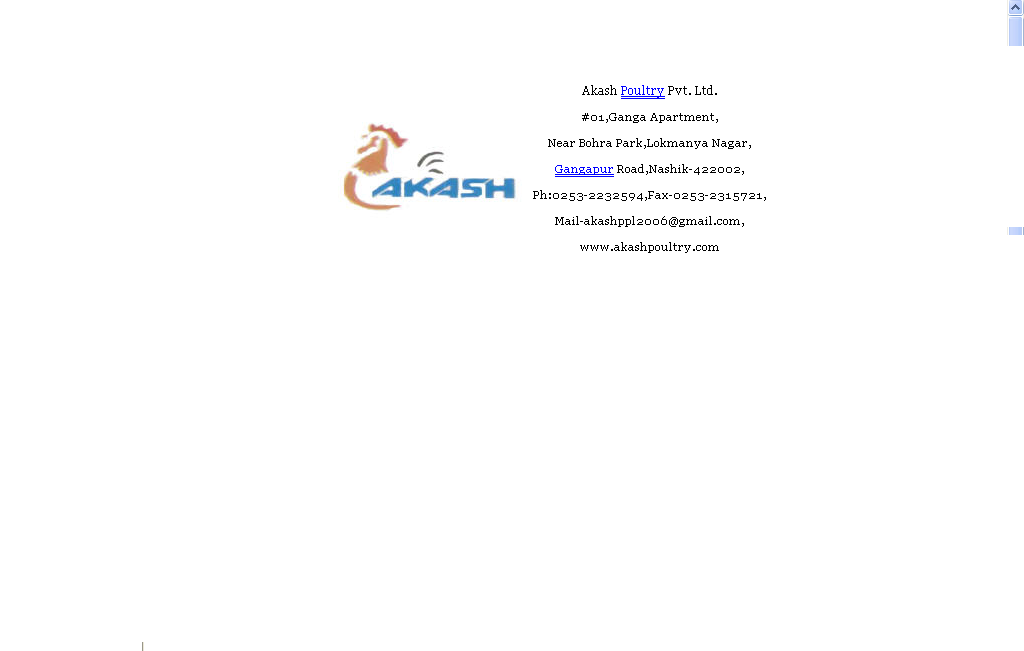 Akash Poultry Pvt. Ltd.
#01,Ganga Apartment,
Near Bohra Park,Lokmanya Nagar,
Gangapur Road,Nashik-422002,
Ph:0253-2232594,Fax-0253-2315721,
Mail-akashppl2006@gmail.com,
www.akashpoultry.com
AKASH